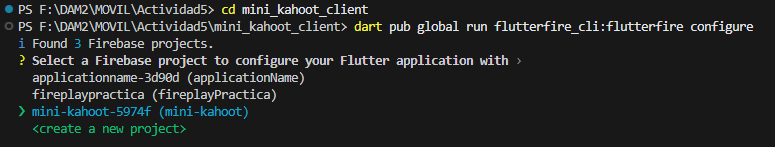 PS F:\DAM2\MOVIL\Actividad5> cd mini_kahoot_client
PS F:\DAM2\MOVIL\Actividad5\mini_kahoot_client> dart pub global run flutterfire_cli:flutterfire configure
i Found 3 Firebase projects.
? Select a Firebase project to configure your Flutter application with ›
applicationname-3d90d (applicationName)
fireplaypractica (fireplayPractica)
❯ mini-kahoot-5974f (mini-kahoot)
<create a new project>